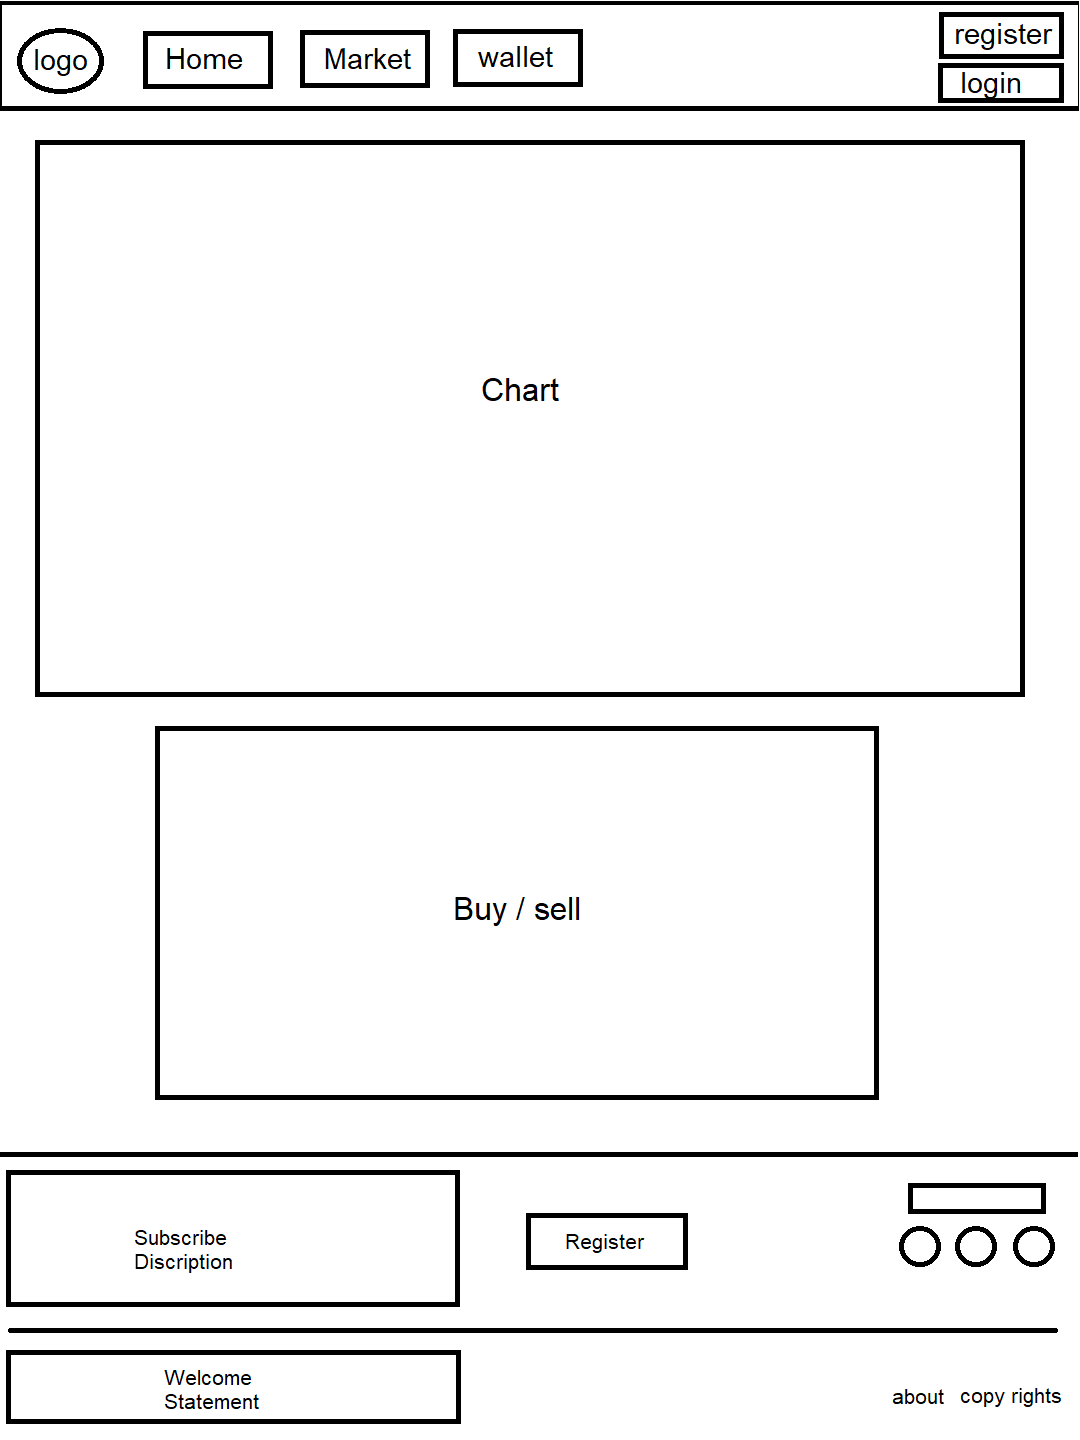 logo
Home
Market
wallet
register
login
Chart
Buy / sell
Subscribe
Discription
Register
Welcome
Statement
about
copy rights